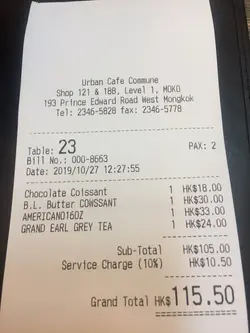 Urban Cafe Commune
Shop 121 & 188, Level 1, MOKO
193 Prince Edward Road West Mongkok
Tel: 2346-5828 fax: 2346-5778
Table: 23 PAX: 2
Bill No.: 000-8663
Date: 2019/10/27 12:27:55
Chocolate Coissant 1 HK$18.00
B.L. Butter COWSSANT 1 HK$30.00
AMERICANO16OZ 1 HK$33.00
GRAND EARL GREY TEA 1 HK$24.00
Sub-Total HK$105.00
Service Charge (10%) HK$10.50
Grand Total HK$115.50